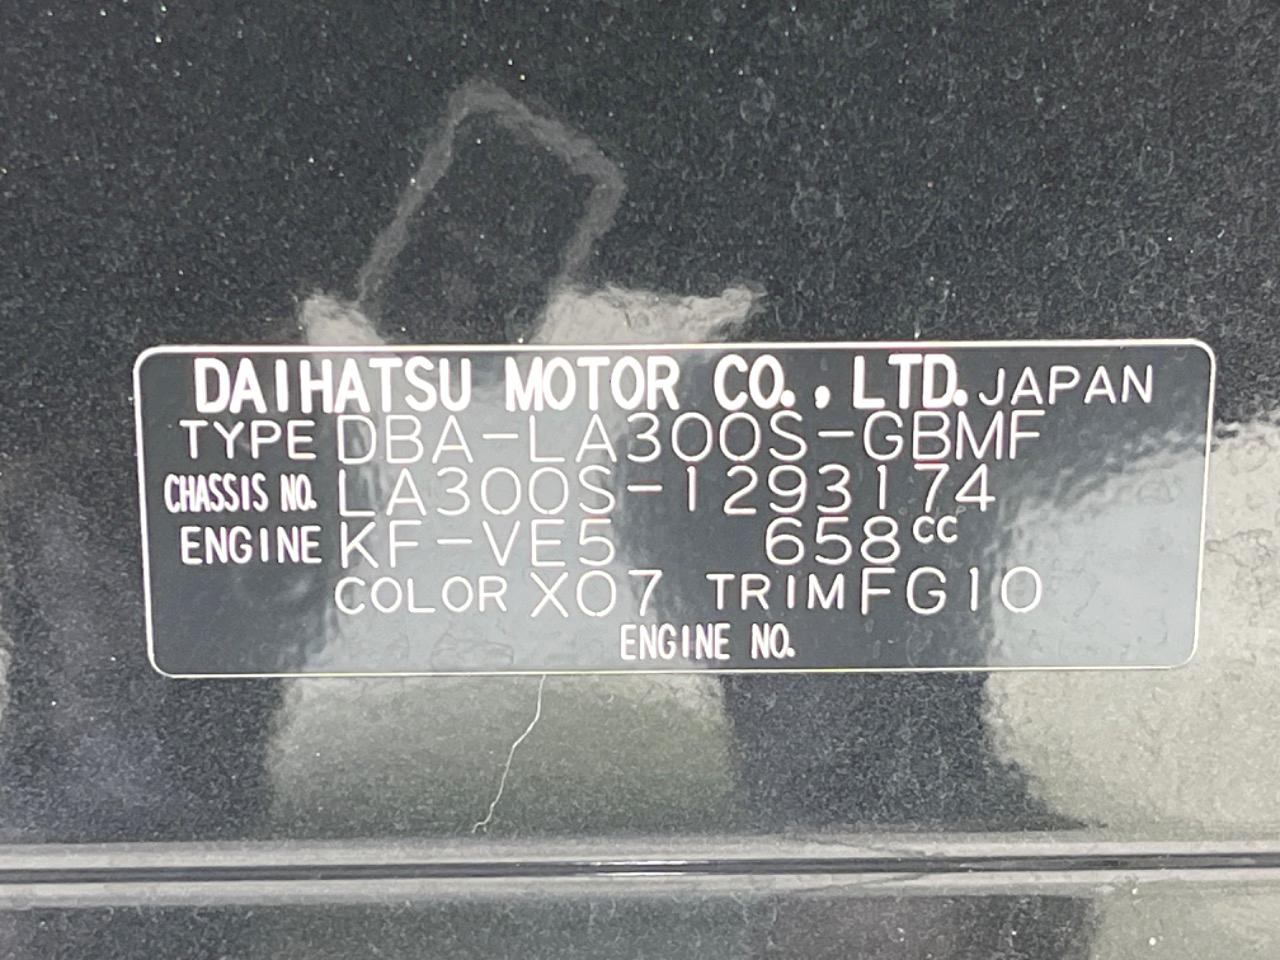 DAIHATSU MOTOR CO., LTD. JAPAN
TYPE DBA-LA300S-GBMF
CHASSIS NO. LA300S-1293174
ENGINE KF-VE5 658cc
COLOR X07 TRIM FG10
ENGINE NO.